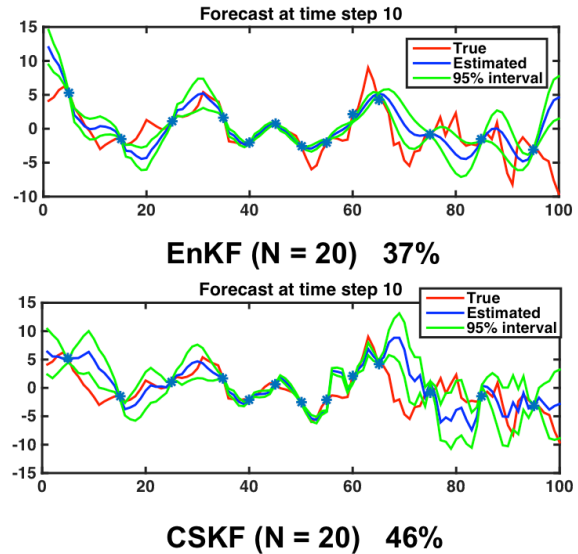 Forecast at time step 10
15
10
5
0
-5
-10
0 20 40 60 80 100
True
Estimated
95% interval
EnKF (N = 20) 37%
Forecast at time step 10
15
10
5
0
-5
-10
-15
0 20 40 60 80 100
True
Estimated
95% interval
CSKF (N = 20) 46%